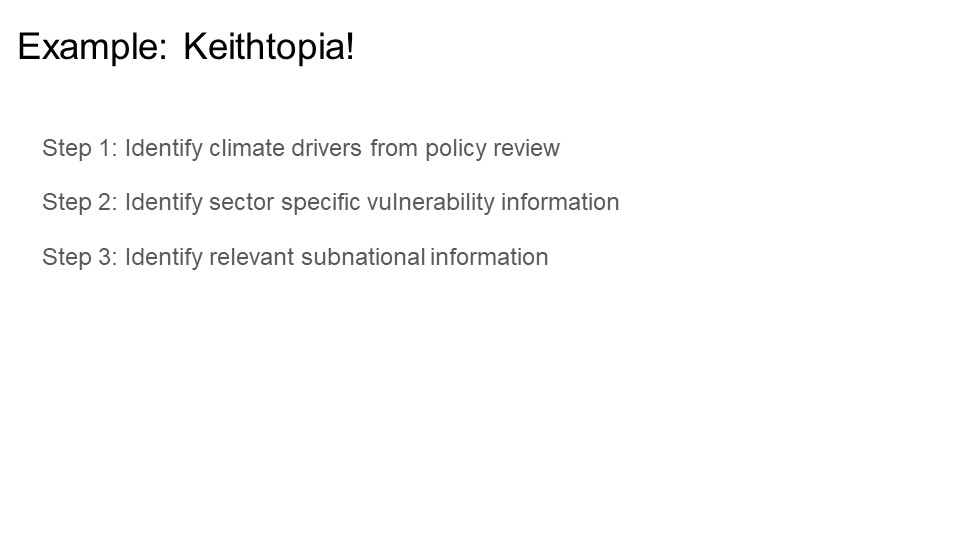 Example: Keithtopia!
Step 1: Identify climate drivers from policy review
Step 2: Identify sector specific vulnerability information
Step 3: Identify relevant subnational information